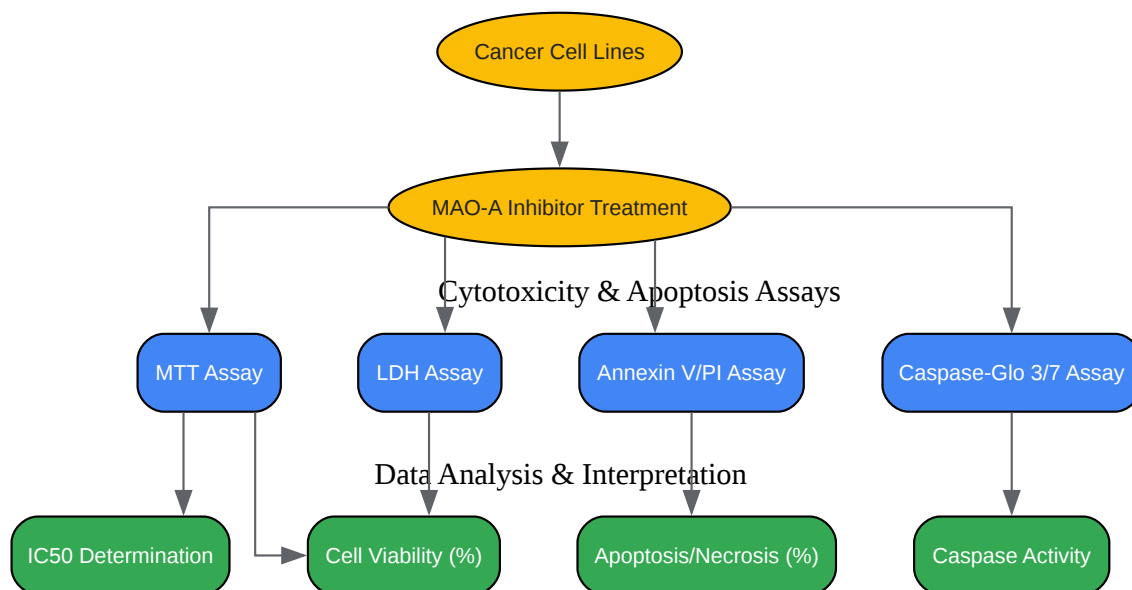 Cancer Cell Lines
MAO-A Inhibitor Treatment
Cytotoxicity & Apoptosis Assays
MTT Assay
LDH Assay
Annexin V/PI Assay
Caspase-Glo 3/7 Assay
Data Analysis & Interpretation
IC50 Determination
Cell Viability (%)
Apoptosis/Necrosis (%)
Caspase Activity